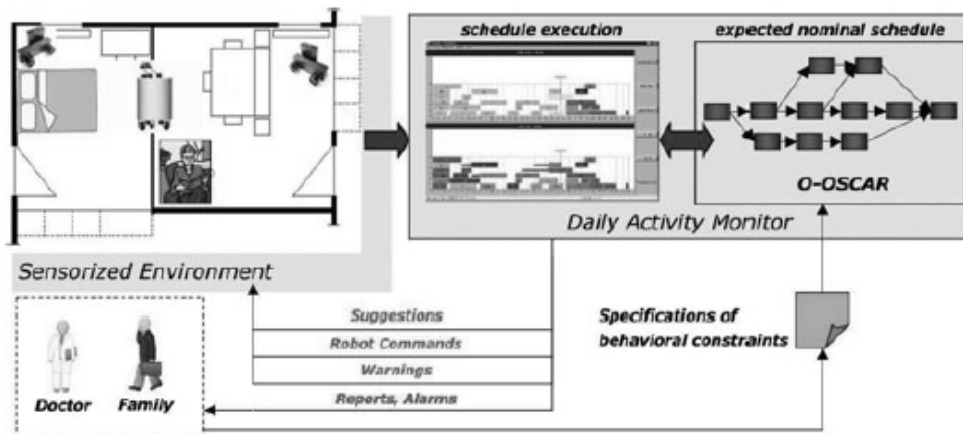 schedule execution
expected nominal schedule
O-OSCAR
Daily Activity Monitor
Sensorized Environment
Suggestions
Robot Commands
Warnings
Reports, Alarms
Specifications of
behavioral constraints
Doctor
Family